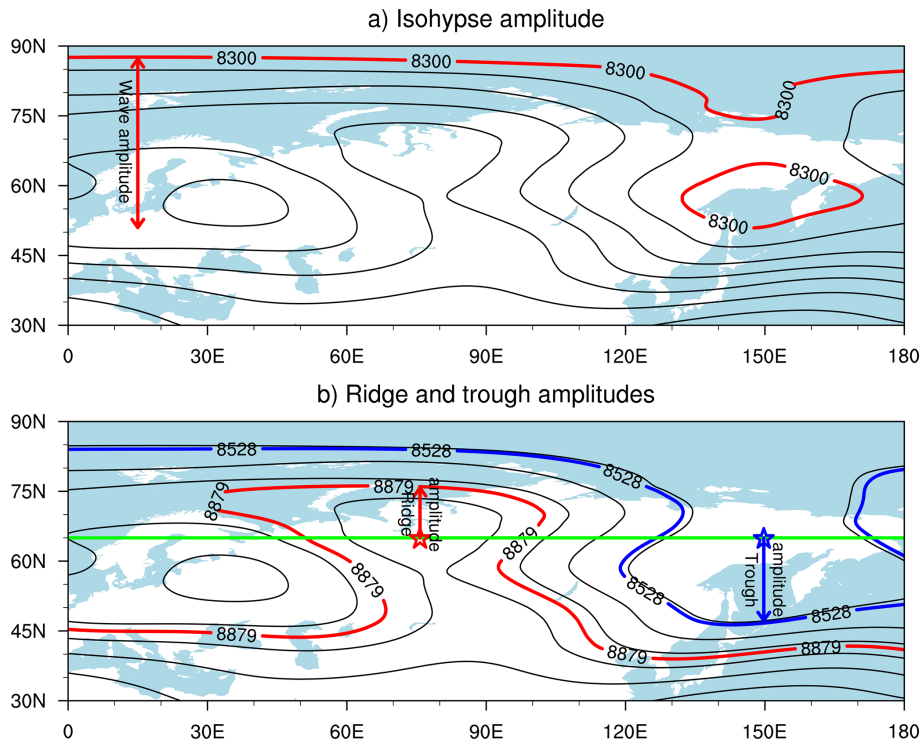 a) Isohypse amplitude
90N
75N
60N
45N
30N
8300
8300
8300
8300
8300
8300
Wave amplitude
0
30E
60E
90E
120E
150E
180
b) Ridge and trough amplitudes
90N
75N
60N
45N
30N
8528
8528
8528
8879
8879
amplitude
Ridge
8879
8879
8528
amplitude
Trough
8528
8879
8879
0
30E
60E
90E
120E
150E
180